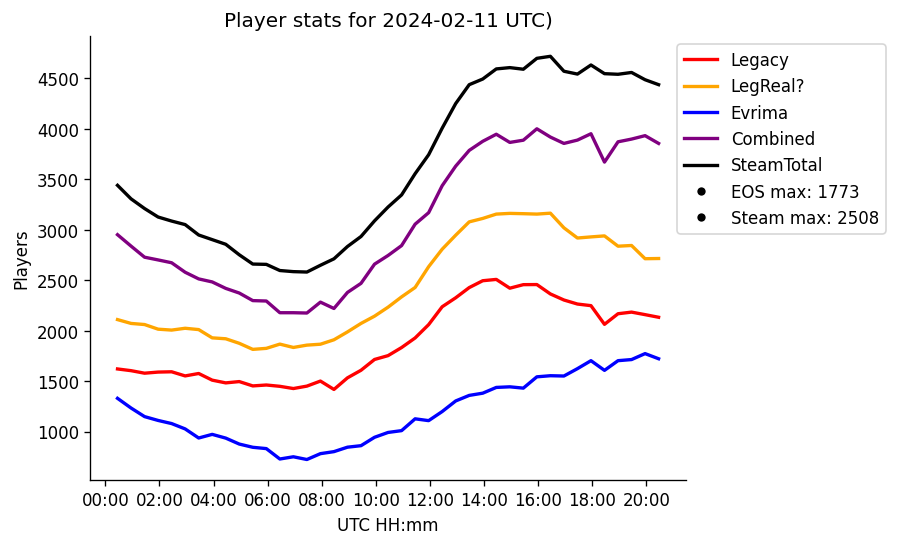 Player stats for 2024-02-11 UTC)
Players
4500
4000
3500
3000
2500
2000
1500
1000
00:00 02:00 04:00 06:00 08:00 10:00 12:00 14:00 16:00 18:00 20:00
UTC HH:mm
Legacy
LegReal?
Evrima
Combined
SteamTotal
EOS max: 1773
Steam max: 2508